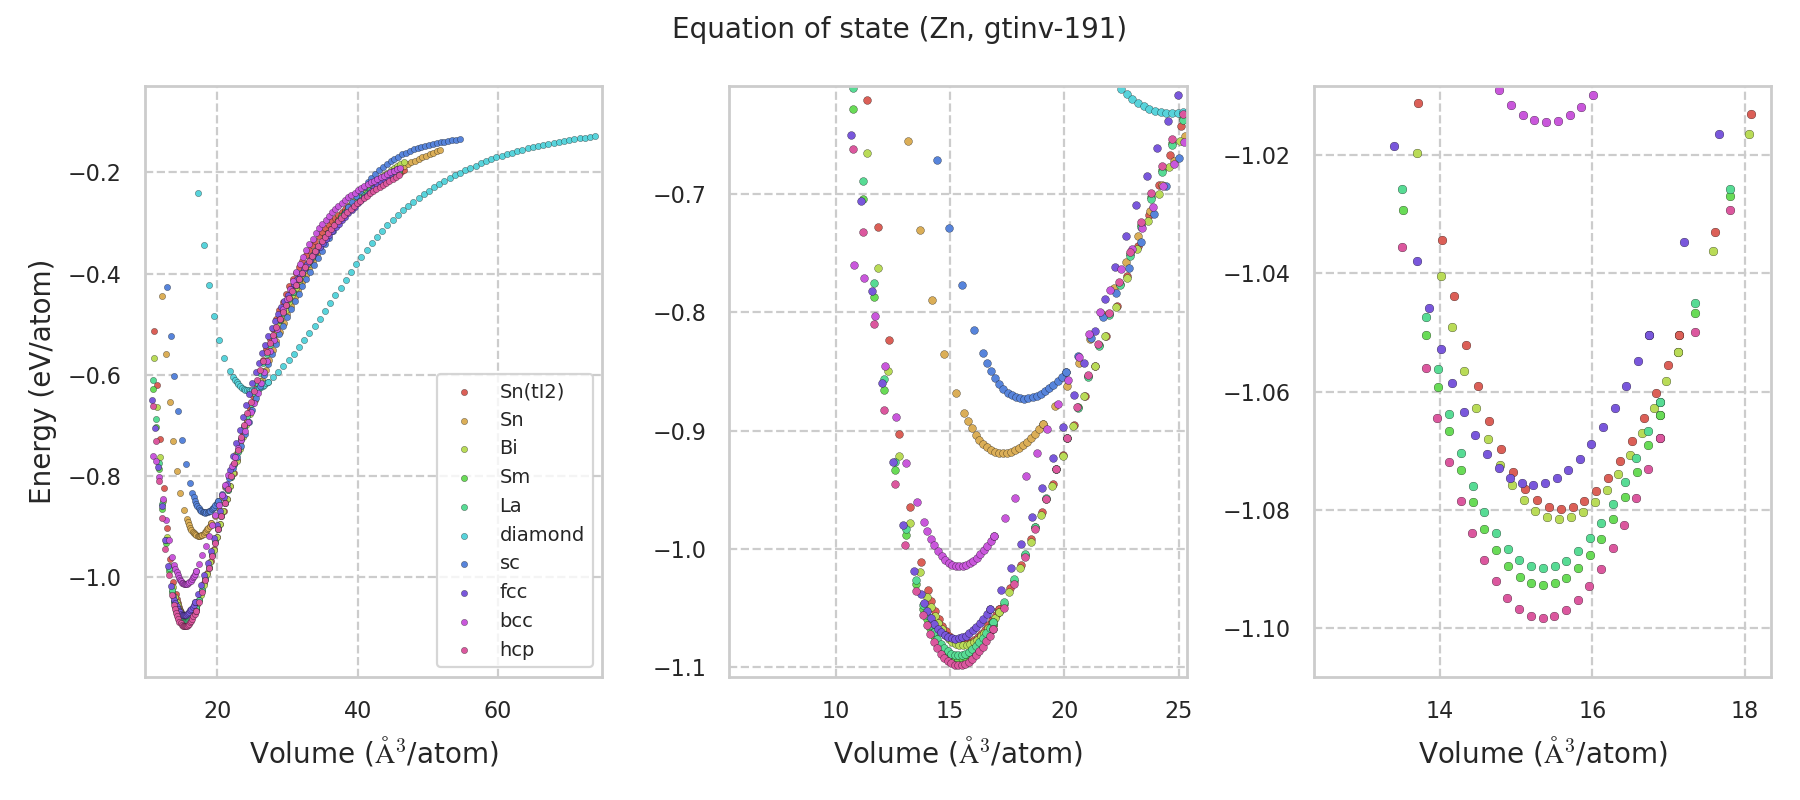 Equation of state (Zn, gtinv-191)
Energy (eV/atom)
−0.2
−0.4
−0.6
−0.8
−1.0
20
40
60
Volume (Å³/atom)
Sn(tI2)
Sn
Bi
Sm
La
diamond
sc
fcc
bcc
hcp
−0.7
−0.8
−0.9
−1.0
−1.1
10
15
20
25
Volume (Å³/atom)
−1.02
−1.04
−1.06
−1.08
−1.10
14
16
18
Volume (Å³/atom)